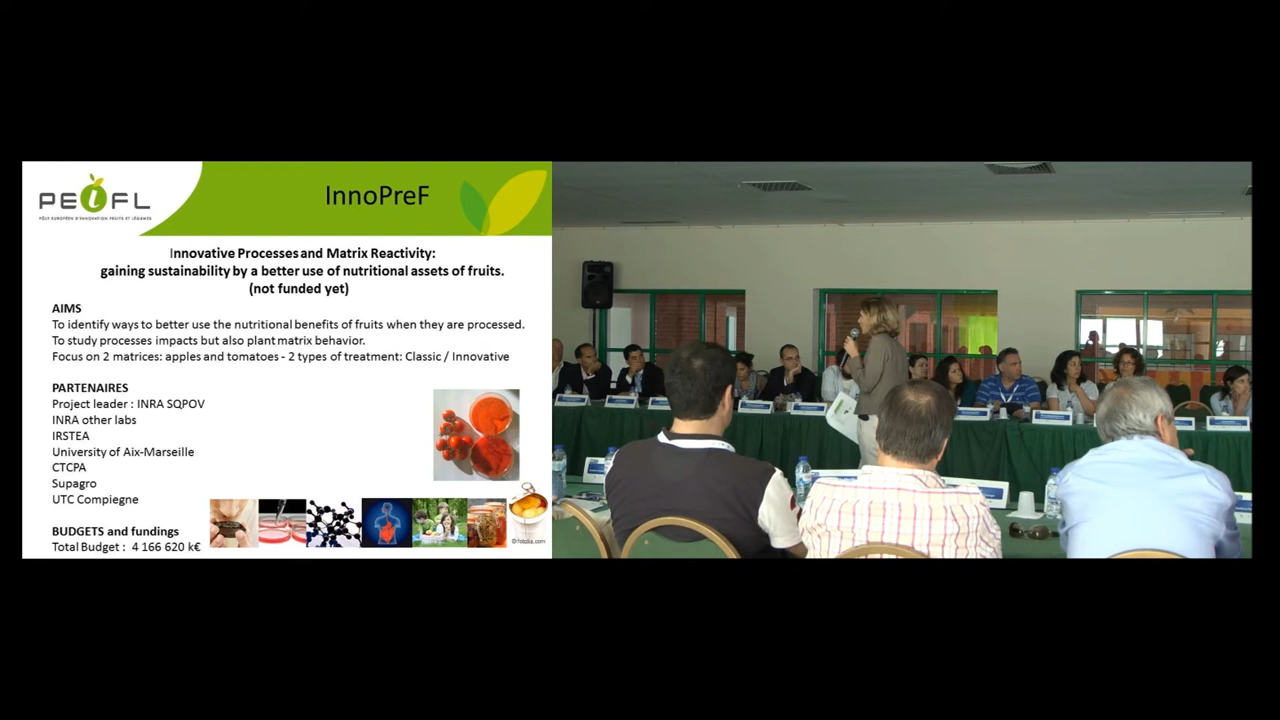 PEiFL
PÔLE EUROPÉEN D'INNOVATION FRUITS ET LÉGUMES
InnoPreF
Innovative Processes and Matrix Reactivity:
gaining sustainability by a better use of nutritional assets of fruits.
(not funded yet)
AIMS
To identify ways to better use the nutritional benefits of fruits when they are processed.
To study processes impacts but also plant matrix behavior.
Focus on 2 matrices: apples and tomatoes - 2 types of treatment: Classic / Innovative
PARTENAIRES
Project leader : INRA SQPOV
INRA other labs
IRSTEA
University of Aix-Marseille
CTCPA
Supagro
UTC Compiegne
BUDGETS and fundings
Total Budget : 4 166 620 k€
© fotolia.com